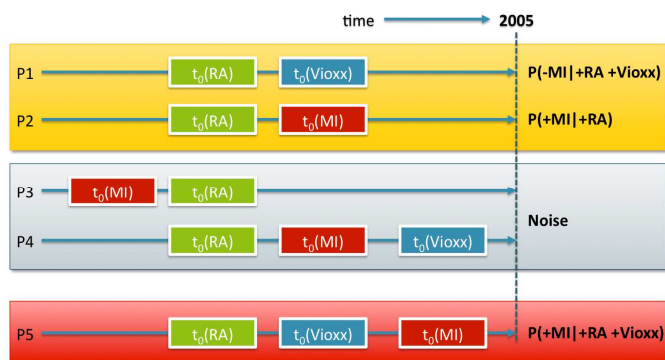 time 2005
P1 t₀(RA) t₀(Vioxx) P(-MI|+RA +Vioxx)
P2 t₀(RA) t₀(MI) P(+MI|+RA)
P3 t₀(MI) t₀(RA)
Noise
P4 t₀(RA) t₀(MI) t₀(Vioxx)
P5 t₀(RA) t₀(Vioxx) t₀(MI) P(+MI|+RA +Vioxx)